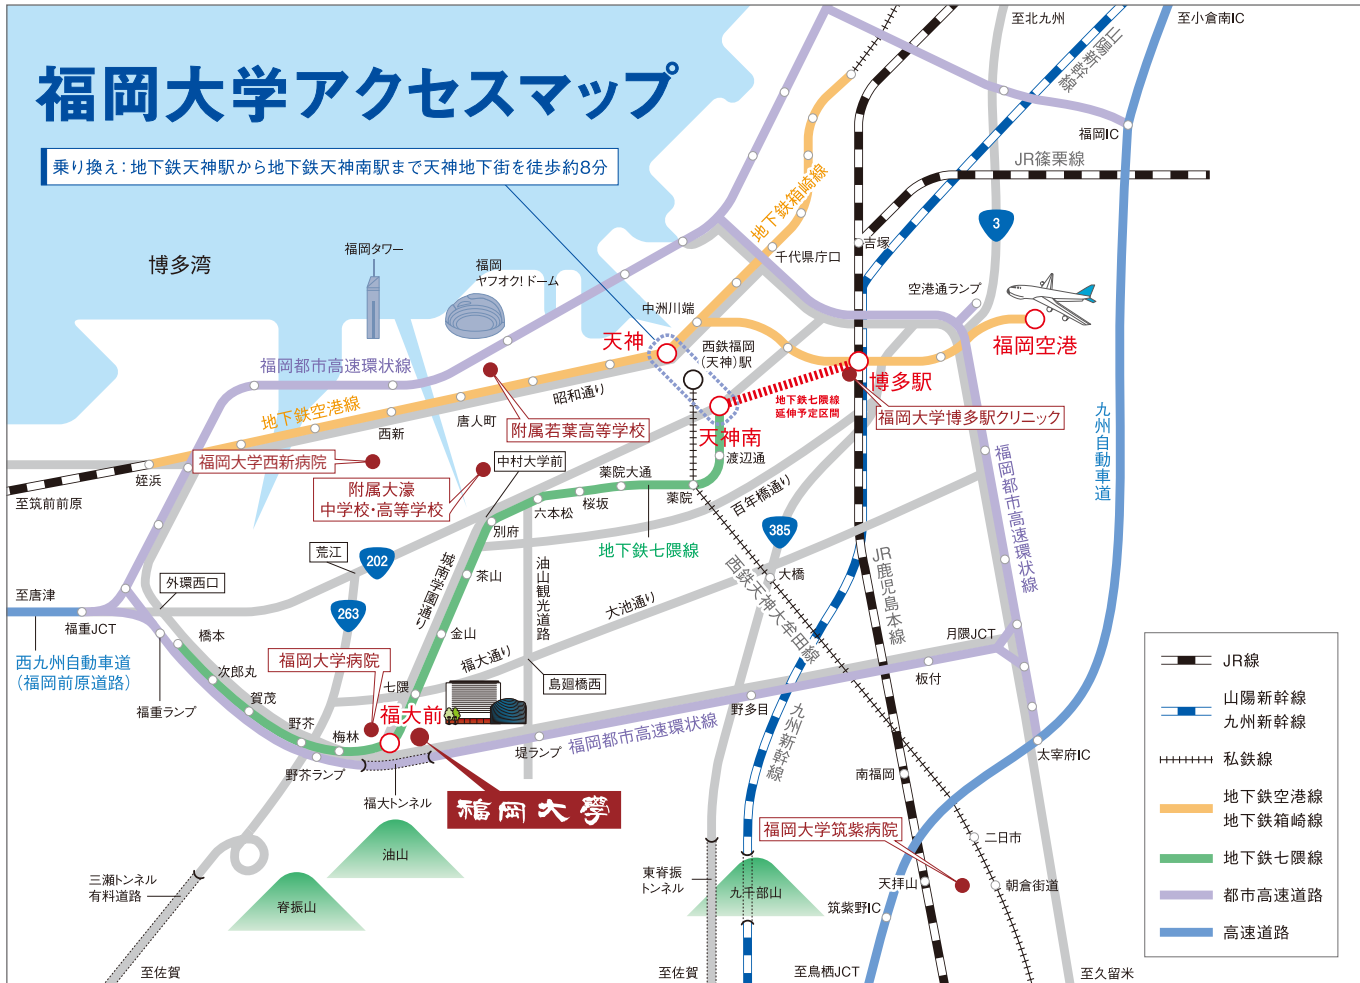 福岡大学アクセスマップ
乗り換え：地下鉄天神駅から地下鉄天神南駅まで天神地下街を徒歩約8分
至北九州
至小倉南IC
山陽新幹線
福岡IC
JR篠栗線
地下鉄箱崎線
3
吉塚
千代県庁口
空港通ランプ
博多湾
福岡タワー
福岡
ヤフオク!ドーム
中洲川端
天神
西鉄福岡
(天神)駅
福岡空港
福岡都市高速環状線
博多駅
地下鉄七隈線
延伸予定区間
福岡大学博多駅クリニック
地下鉄空港線
昭和通り
唐人町
西新
附属若葉高等学校
天神南
九州自動車道
福岡大学西新病院
中村大学前
渡辺通
姪浜
至筑前前原
附属大濠
中学校・高等学校
薬院大通
薬院
桜坂
六本松
別府
百年橋通り
福岡都市高速環状線
地下鉄七隈線
385
荒江
202
城南学園通り
茶山
油山観光道路
西鉄天神大牟田線
大橋
JR鹿児島本線
外環西口
至唐津
263
大池通り
福重JCT
橋本
金山
月隈JCT
西九州自動車道
(福岡前原道路)
福岡大学病院
福大通り
次郎丸
七隈
島廻橋西
板付
賀茂
福重ランプ
福大前
野多目
九州新幹線
野芥
梅林
堤ランプ
福岡都市高速環状線
野芥ランプ
太宰府IC
南福岡
福大トンネル
福岡大學
福岡大学筑紫病院
二日市
油山
三瀬トンネル
有料道路
脊振山
東脊振
トンネル
九千部山
天拝山
朝倉街道
筑紫野IC
至佐賀
至佐賀
至鳥栖JCT
至久留米
JR線
山陽新幹線
九州新幹線
私鉄線
地下鉄空港線
地下鉄箱崎線
地下鉄七隈線
都市高速道路
高速道路